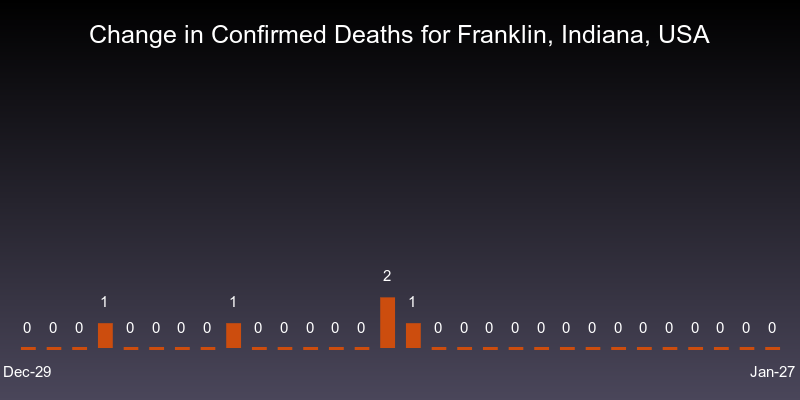 Change in Confirmed Deaths for Franklin, Indiana, USA
2
1 1 1
0 0 0 0 0 0 0 0 0 0 0 0 0 0 0 0 0 0 0 0 0 0 0 0 0 0
Dec-29 Jan-27